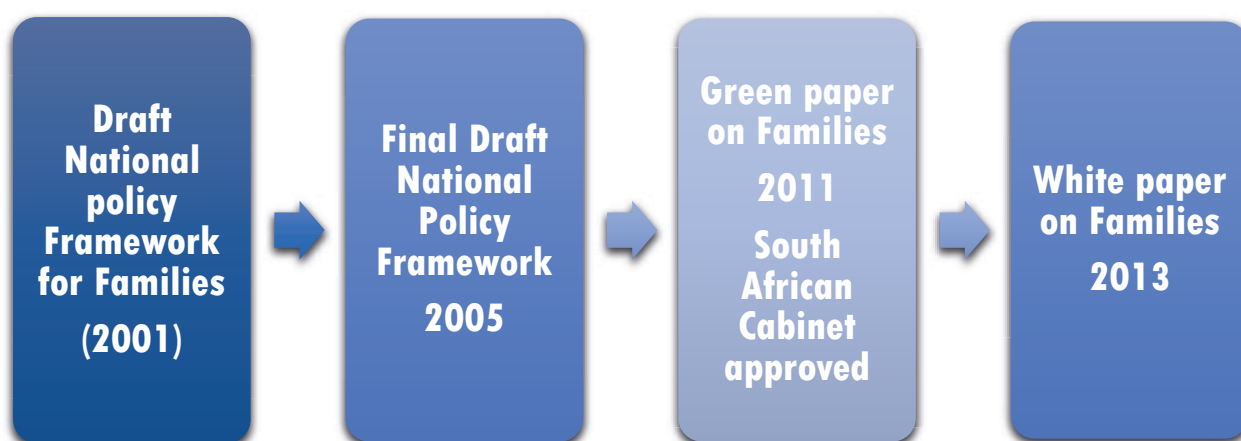 Draft
National
policy
Framework
for Families
(2001)
Final Draft
National
Policy
Framework
2005
Green paper
on Families
2011
South
African
Cabinet
approved
White paper
on Families
2013